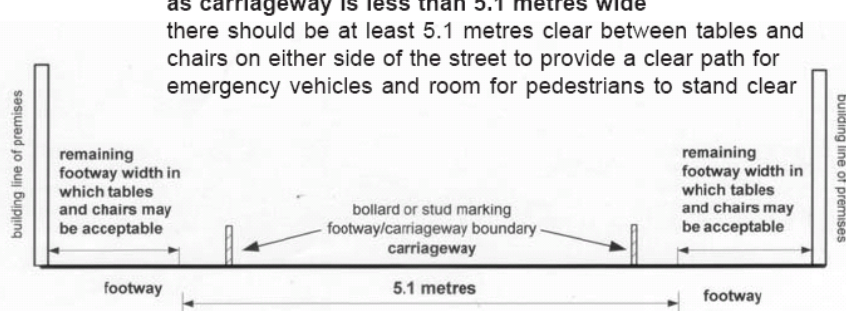 as carriageway is less than 5.1 metres wide
there should be at least 5.1 metres clear between tables and
chairs on either side of the street to provide a clear path for
emergency vehicles and room for pedestrians to stand clear
building line of premises
remaining
footway width in
which tables
and chairs may
be acceptable
bollard or stud marking
footway/carriageway boundary
carriageway
remaining
footway width in
which tables
and chairs may
be acceptable
building line of premises
footway
5.1 metres
footway